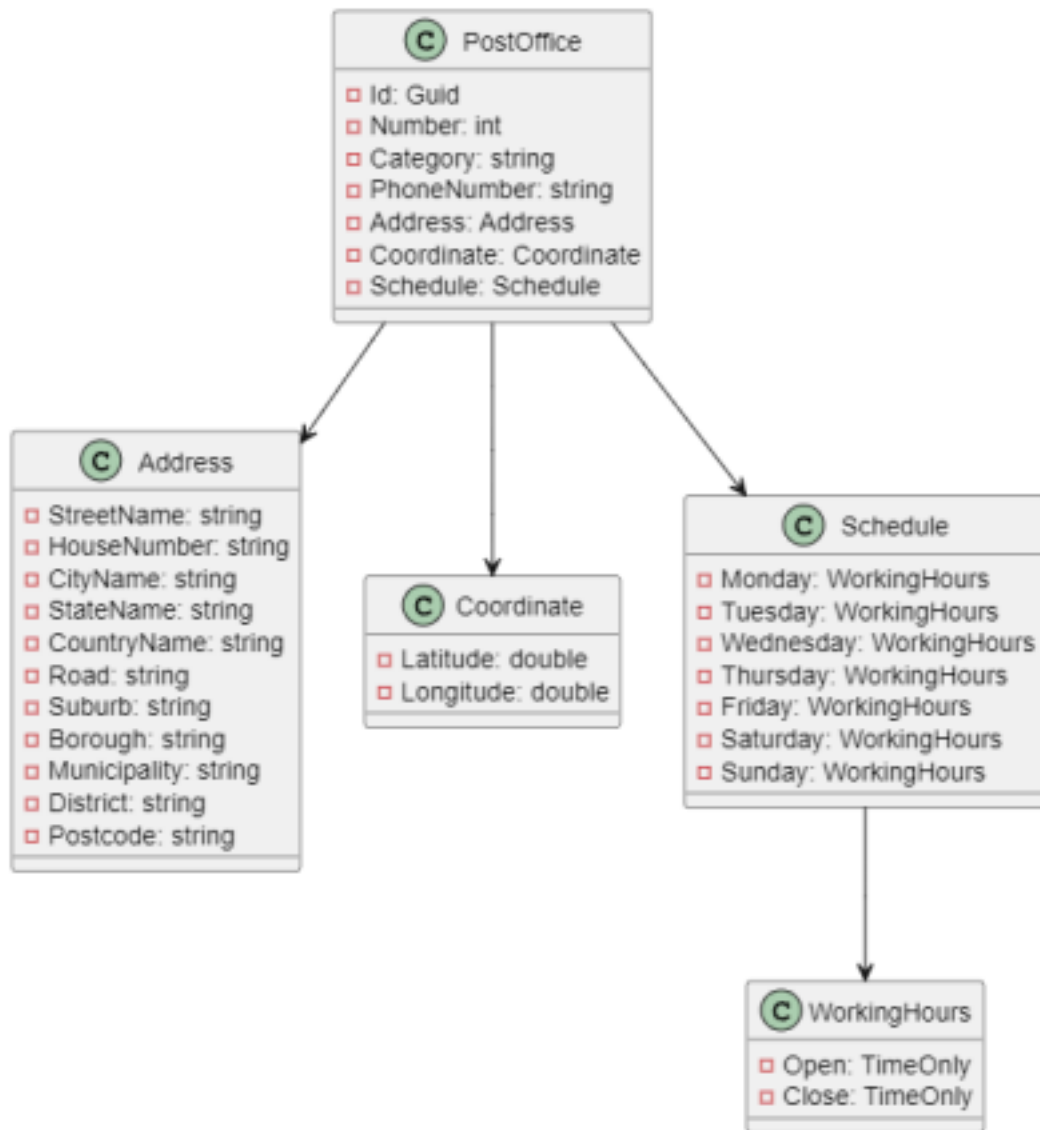 C PostOffice
Id: Guid
Number: int
Category: string
PhoneNumber: string
Address: Address
Coordinate: Coordinate
Schedule: Schedule
C Address
StreetName: string
HouseNumber: string
CityName: string
StateName: string
CountryName: string
Road: string
Suburb: string
Borough: string
Municipality: string
District: string
Postcode: string
C Coordinate
Latitude: double
Longitude: double
C Schedule
Monday: WorkingHours
Tuesday: WorkingHours
Wednesday: WorkingHours
Thursday: WorkingHours
Friday: WorkingHours
Saturday: WorkingHours
Sunday: WorkingHours
C WorkingHours
Open: TimeOnly
Close: TimeOnly